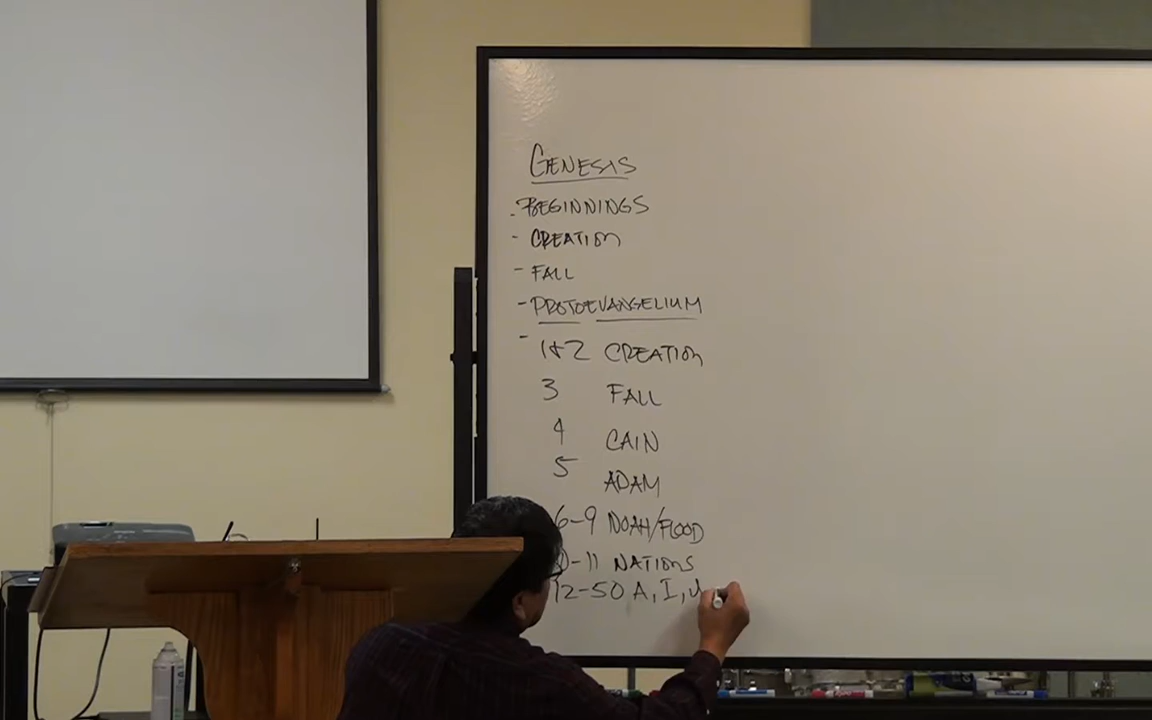 GENESIS
- BEGINNINGS
- CREATION
- FALL
- PROTOEVANGELIUM
- 1&2 CREATION
3 FALL
4 CAIN
5 ADAM
6-9 NOAH/FLOOD
0-11 NATIONS
12-50 A, I, J